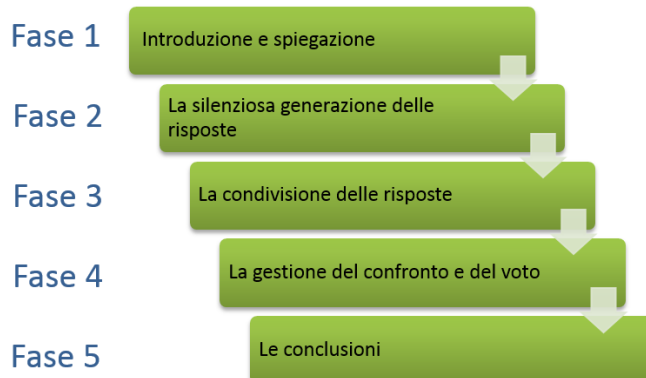 Fase 1
Introduzione e spiegazione
Fase 2
La silenziosa generazione delle
risposte
Fase 3
La condivisione delle risposte
Fase 4
La gestione del confronto e del voto
Fase 5
Le conclusioni